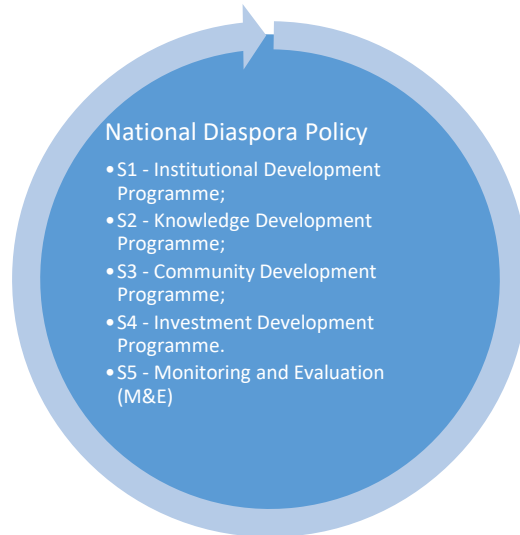 National Diaspora Policy
•S1 - Institutional Development
Programme;
•S2 - Knowledge Development
Programme;
•S3 - Community Development
Programme;
•S4 - Investment Development
Programme.
•S5 - Monitoring and Evaluation
(M&E)